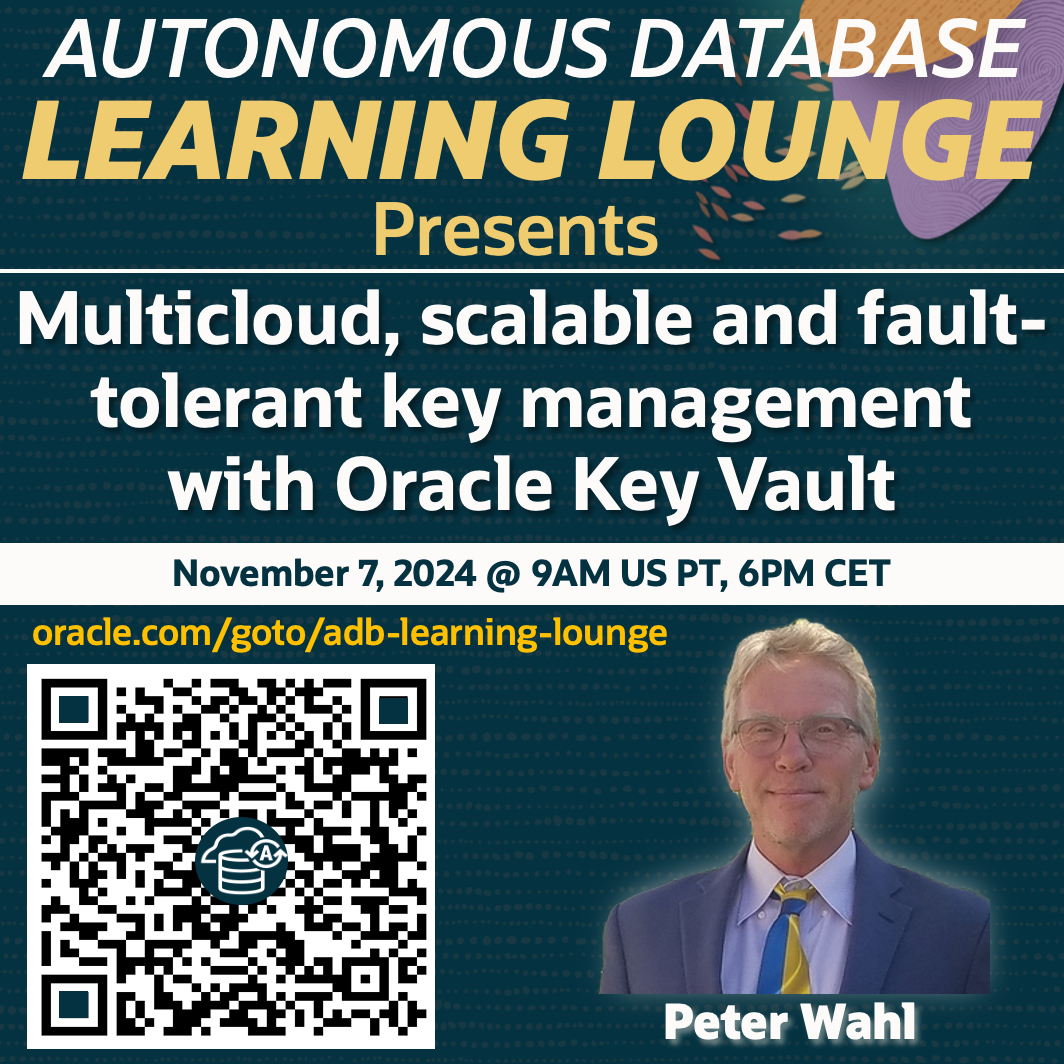 AUTONOMOUS DATABASE
LEARNING LOUNGE
Presents
Multicloud, scalable and fault-
tolerant key management
with Oracle Key Vault
November 7, 2024 @ 9AM US PT, 6PM CET
oracle.com/goto/adb-learning-lounge
A
Peter Wahl